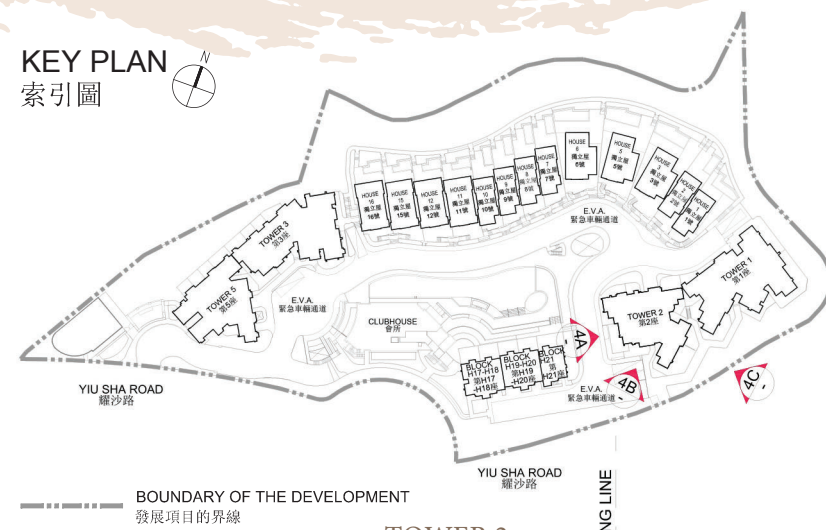 KEY PLAN
索引圖
N
HOUSE
16
獨立屋
16號
HOUSE
15
獨立屋
15號
HOUSE
12
獨立屋
12號
HOUSE
11
獨立屋
11號
HOUSE
10
獨立屋
10號
HOUSE
9
獨立屋
9號
HOUSE
8
獨立屋
8號
HOUSE
7
獨立屋
7號
HOUSE
6
獨立屋
6號
HOUSE
5
獨立屋
5號
HOUSE
3
獨立屋
3號
HOUSE
2
獨立屋
2號
HOUSE
1
獨立屋
1號
E.V.A.
緊急車輛通道
TOWER 3
第3座
TOWER 5
第5座
E.V.A.
緊急車輛通道
CLUBHOUSE
會所
TOWER 1
第1座
TOWER 2
第2座
BLOCK
H17-H18
第H17
-H18座
BLOCK
H19-H20
第H19
-H20座
BLOCK
H21
第
H21座
4A
4B
4C
E.V.A.
緊急車輛通道
YIU SHA ROAD
耀沙路
YIU SHA ROAD
耀沙路
NG LINE
BOUNDARY OF THE DEVELOPMENT
發展項目的界線